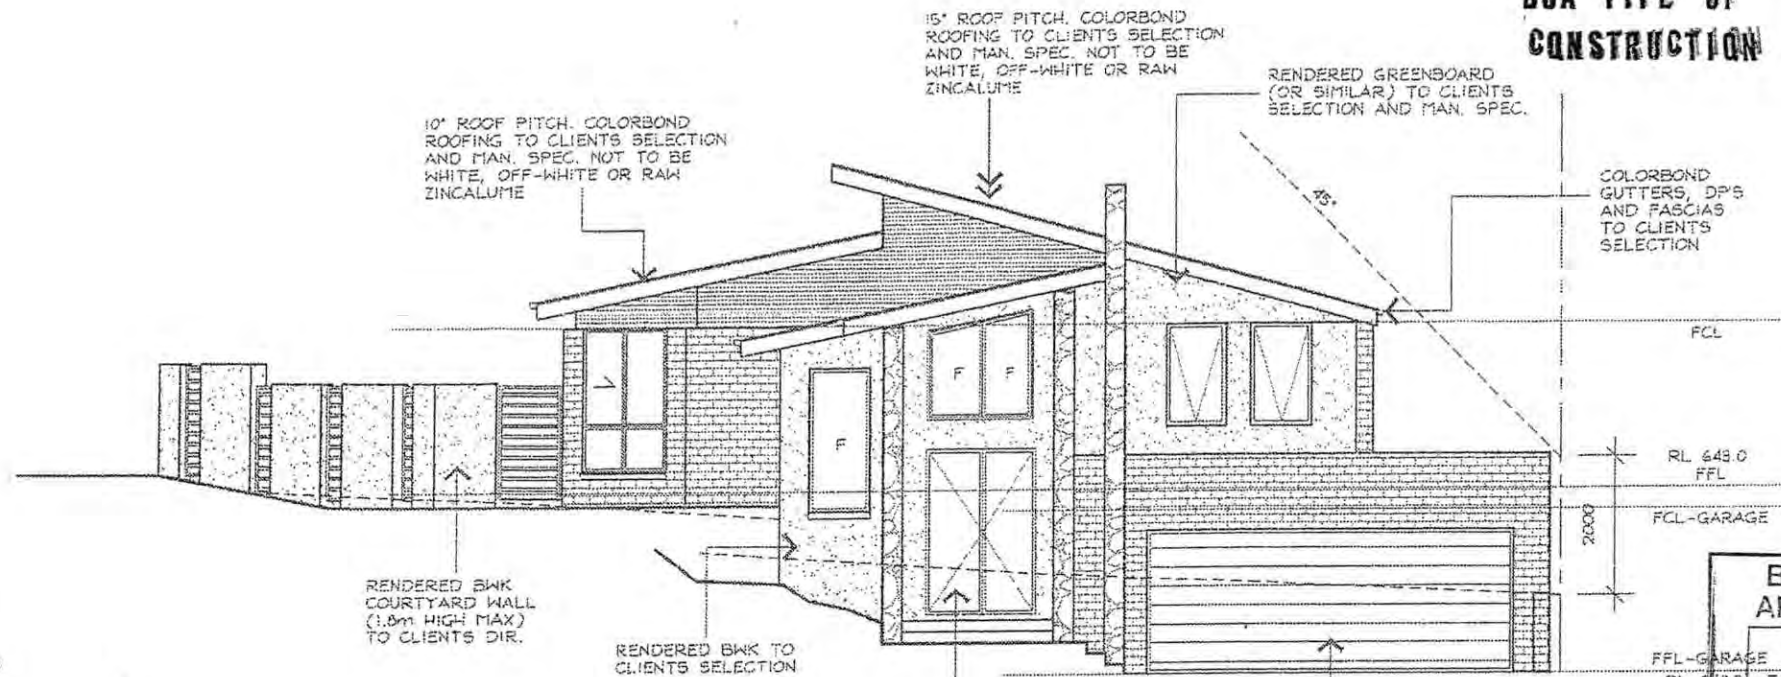 CONSTRUCTION
15° ROOF PITCH. COLORBOND
ROOFING TO CLIENTS SELECTION
AND MAN. SPEC. NOT TO BE
WHITE, OFF-WHITE OR RAW
ZINCALUME
RENDERED GREENBOARD
(OR SIMILAR) TO CLIENTS
SELECTION AND MAN. SPEC.
10° ROOF PITCH. COLORBOND
ROOFING TO CLIENTS SELECTION
AND MAN. SPEC. NOT TO BE
WHITE, OFF-WHITE OR RAW
ZINCALUME
COLORBOND
GUTTERS, DP'S
AND FASCIAS
TO CLIENTS
SELECTION
45°
FCL
F F
F
RL 643.0
FFL
FCL-GARAGE
2000
RENDERED BWK
COURTYARD WALL
(1.8m HIGH MAX)
TO CLIENTS DIR.
RENDERED BWK TO
CLIENTS SELECTION
FFL-GARAGE